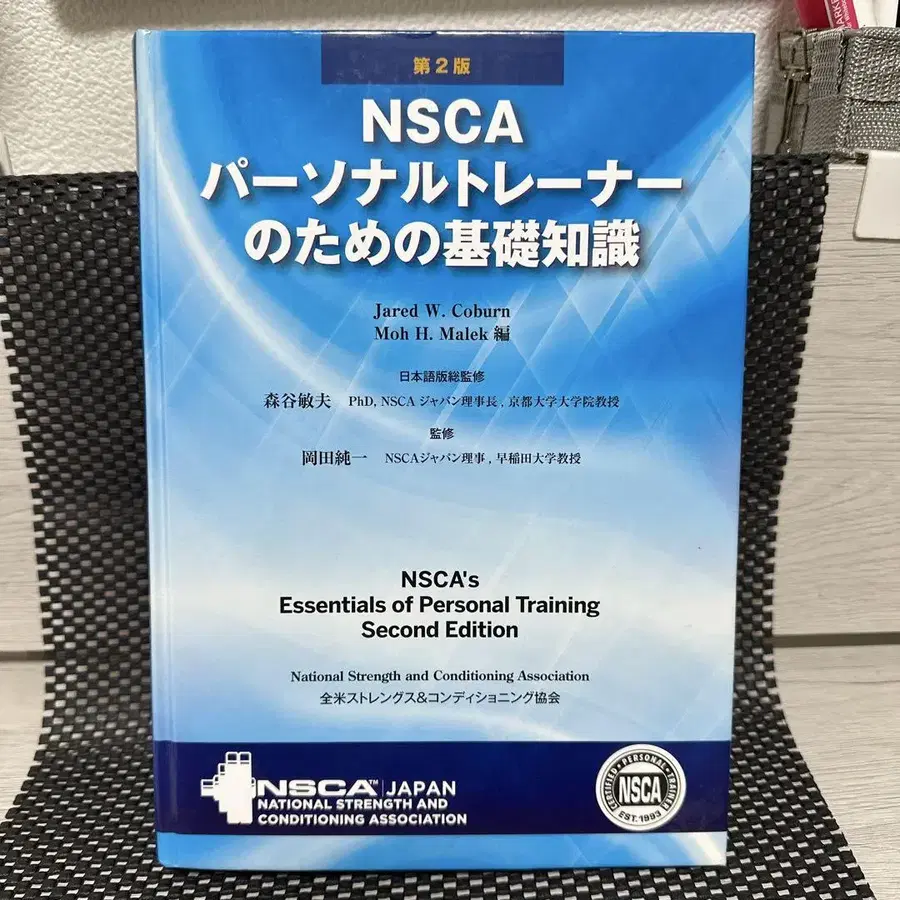 第2版
NSCA
パーソナルトレーナー
のための基礎知識
Jared W. Coburn
Moh H. Malek 編
日本語版総監修
森谷敏夫 PhD, NSCA ジャパン理事長, 京都大学大学院教授
監修
岡田純一 NSCAジャパン理事, 早稲田大学教授
NSCA's
Essentials of Personal Training
Second Edition
National Strength and Conditioning Association
全米ストレングス&コンディショニング協会
NSCA™ JAPAN
NATIONAL STRENGTH AND
CONDITIONING ASSOCIATION
CERTIFIED • PERSONAL • TRAINER
NSCA
EST. 1993